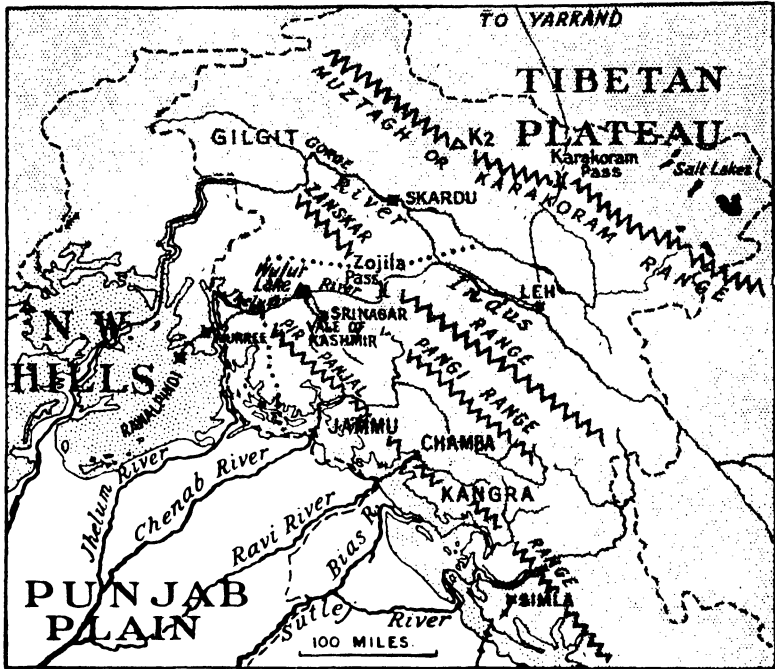 TO YARKAND
TIBETAN
PLATEAU
MUZTAGH OR KARAKORAM RANGE
K2
Karakoram
Pass
Salt Lakes
GILGIT
GORGE
River
SKARDU
ZANSKAR
Zojila
Pass
Wulur
Lake
River
Indus
LEH
RANGE
SRINAGAR
VALE OF
KASHMIR
PIR PANJAL
PANGI RANGE
N W
HILLS
MURREE
RAWALPINDI
JAMMU
CHAMBA
KANGRA
RANGE
SIMLA
Jhelum River
Chenab River
Ravi River
Bias R.
Sutlej River
PUNJAB
PLAIN
100 MILES.